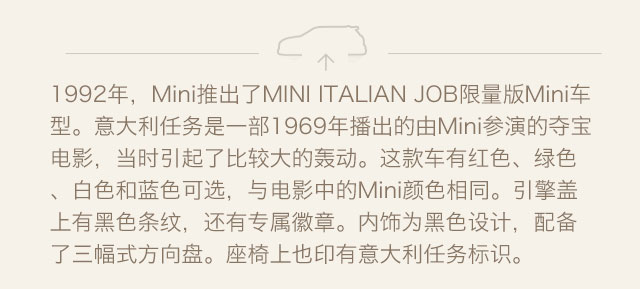 1992年，Mini推出了MINI ITALIAN JOB限量版Mini车
型。意大利任务是一部1969年播出的由Mini参演的夺宝
电影，当时引起了比较大的轰动。这款车有红色、绿色
、白色和蓝色可选，与电影中的Mini颜色相同。引擎盖
上有黑色条纹，还有专属徽章。内饰为黑色设计，配备
了三幅式方向盘。座椅上也印有意大利任务标识。